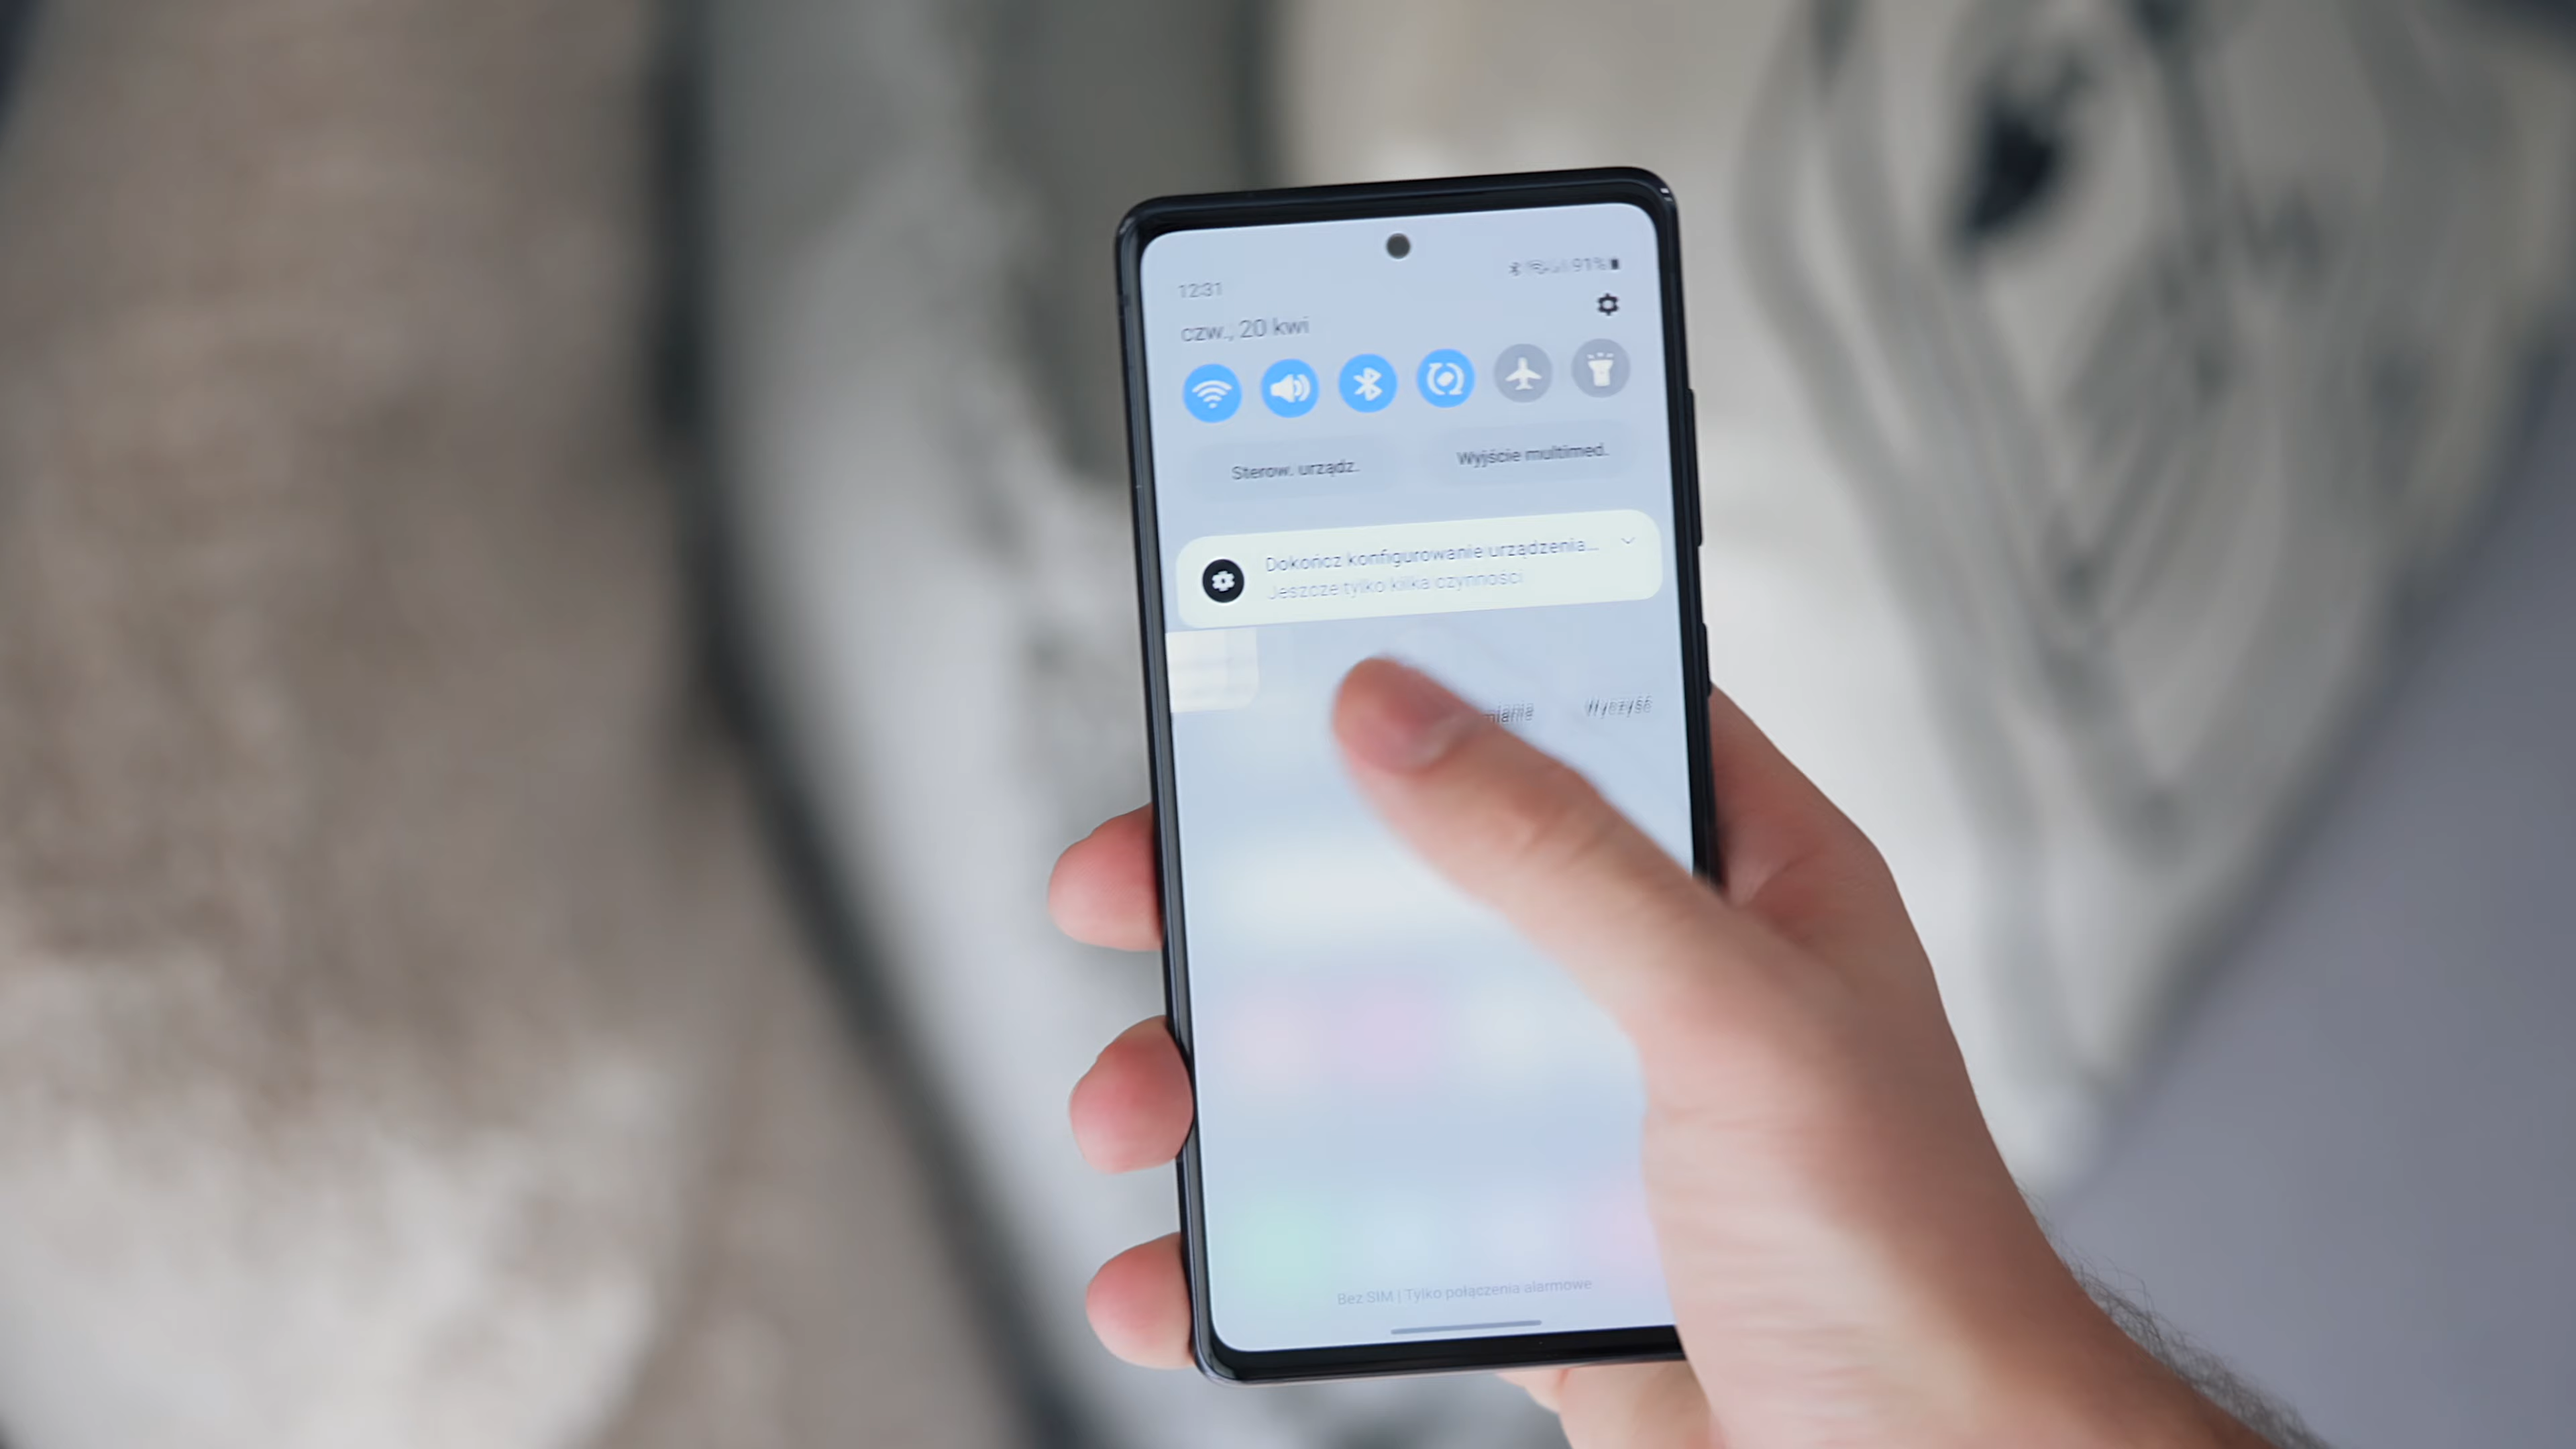 12:31
91%
czw., 20 kwi
Sterow. urządz.
Wyjście multimed.
Dokończ konfigurowanie urządzenia...
Jeszcze tylko kilka czynności
Wyczyść
Bez SIM | Tylko połączenia alarmowe